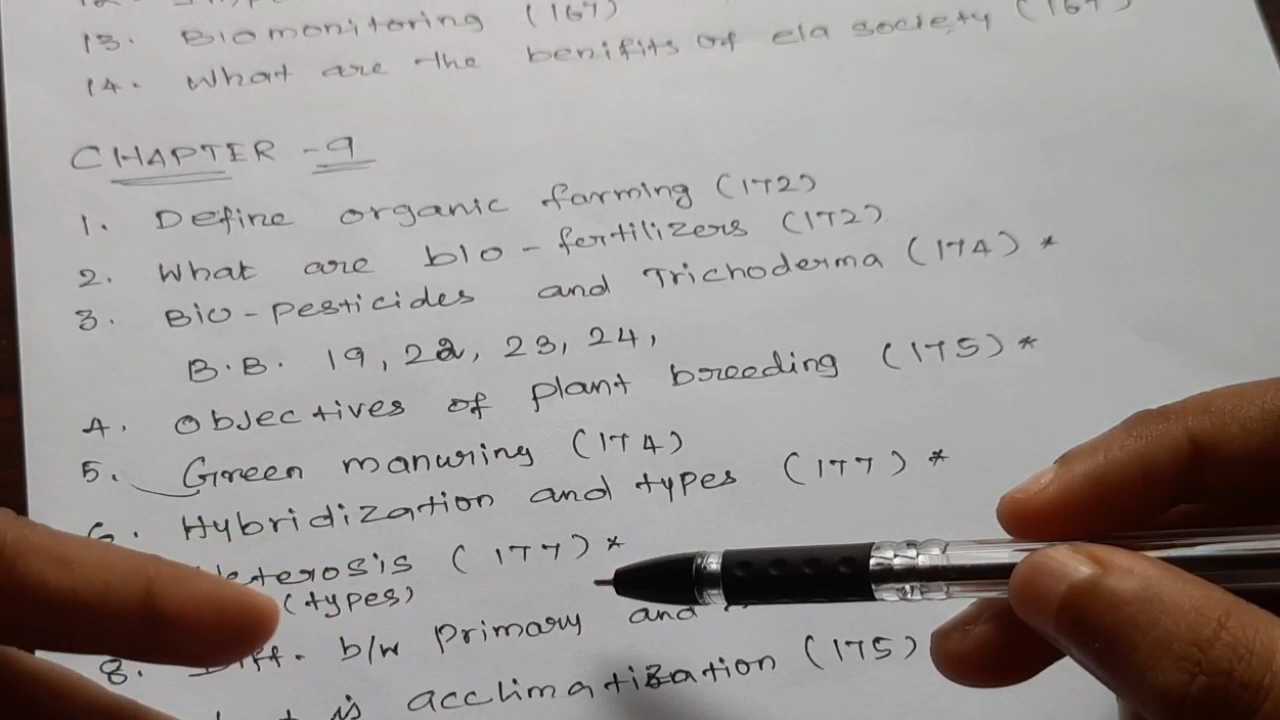 13. Biomonitoring (167)
14. What are the benifits of eia society (167)
CHAPTER - 9
1. Define organic farming (172)
2. What are bio - fertilizers (172)
3. Bio - pesticides and Trichoderma (174) *
B.B. 19, 22, 23, 24,
4. Objectives of plant breeding (175) *
5. Green manuring (174)
6. Hybridization and types (177) *
Heterosis (177) *
(types)
8. Diff. b/w primary and
is acclimatization (175)